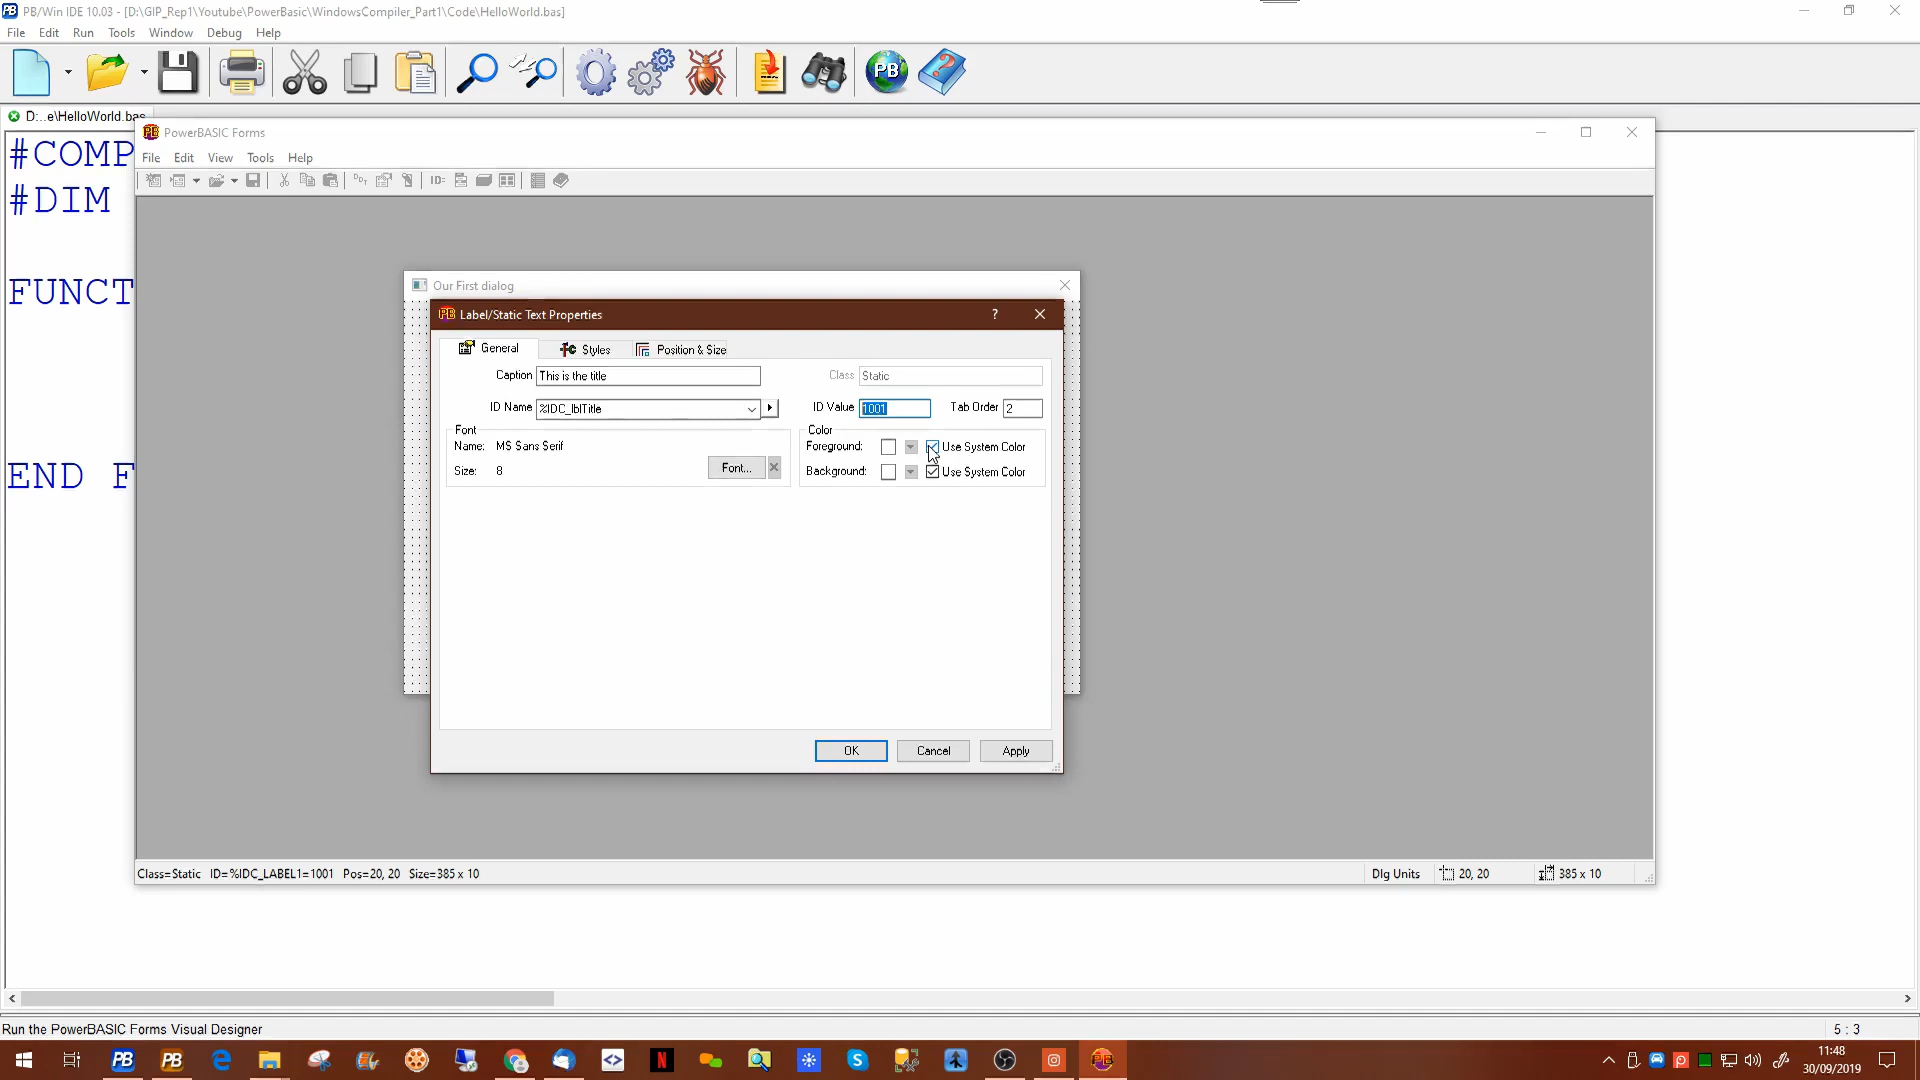 PB/Win IDE 10.03 - [D:\GIP_Rep1\Youtube\PowerBasic\WindowsCompiler_Part1\Code\HelloWorld.bas]
File Edit Run Tools Window Debug Help
D:..e\HelloWorld.bas
PowerBASIC Forms
#COMP
File Edit View Tools Help
#DIM
FUNCT
END F
Our First dialog
Label/Static Text Properties
General Styles Position & Size
Caption This is the title Class Static
ID Name %IDC_lblTitle ID Value 1001 Tab Order 2
Font Color
Name: MS Sans Serif Foreground: Use System Color
Size: 8 Font... Background: Use System Color
OK Cancel Apply
Class=Static ID=%IDC_LABEL1=1001 Pos=20, 20 Size=385 x 10 Dlg Units 20, 20 385 x 10
Run the PowerBASIC Forms Visual Designer 5 : 3
11:48
30/09/2019